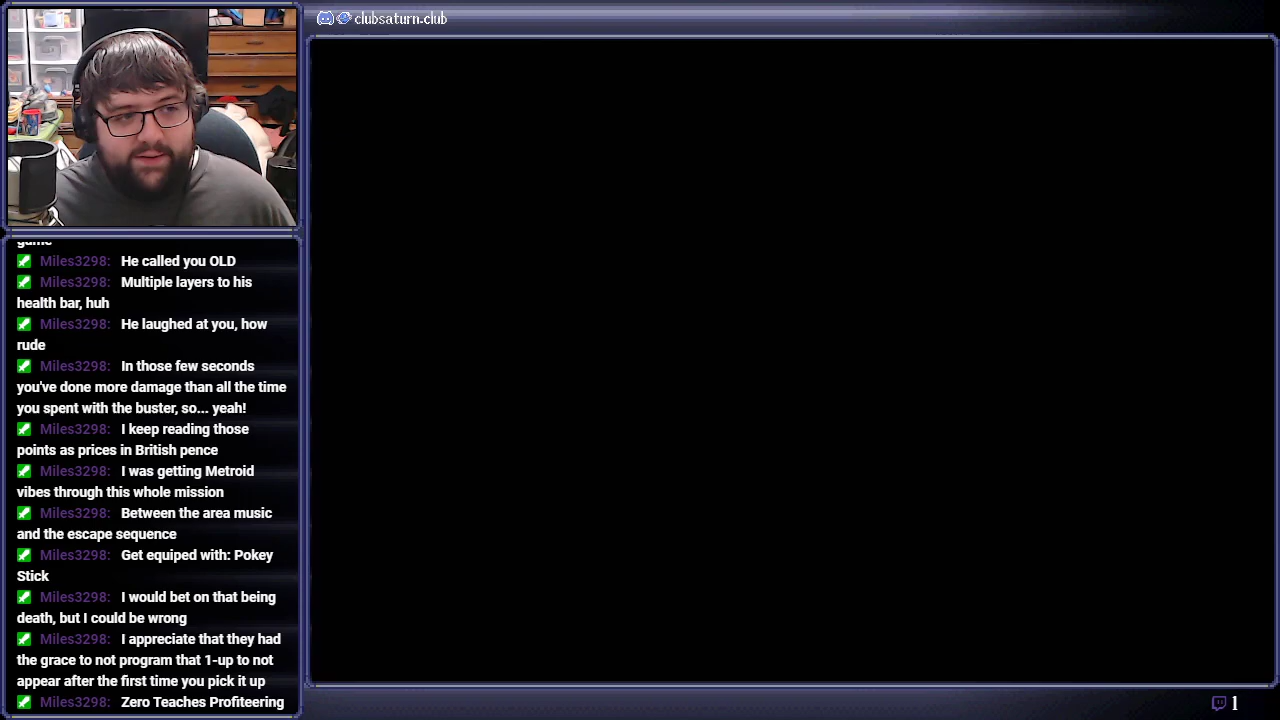 clubsaturn.club
game
Miles3298: He called you OLD
Miles3298: Multiple layers to his
health bar, huh
Miles3298: He laughed at you, how
rude
Miles3298: In those few seconds
you've done more damage than all the time
you spent with the buster, so... yeah!
Miles3298: I keep reading those
points as prices in British pence
Miles3298: I was getting Metroid
vibes through this whole mission
Miles3298: Between the area music
and the escape sequence
Miles3298: Get equiped with: Pokey
Stick
Miles3298: I would bet on that being
death, but I could be wrong
Miles3298: I appreciate that they had
the grace to not program that 1-up to not
appear after the first time you pick it up
Miles3298: Zero Teaches Profiteering
1